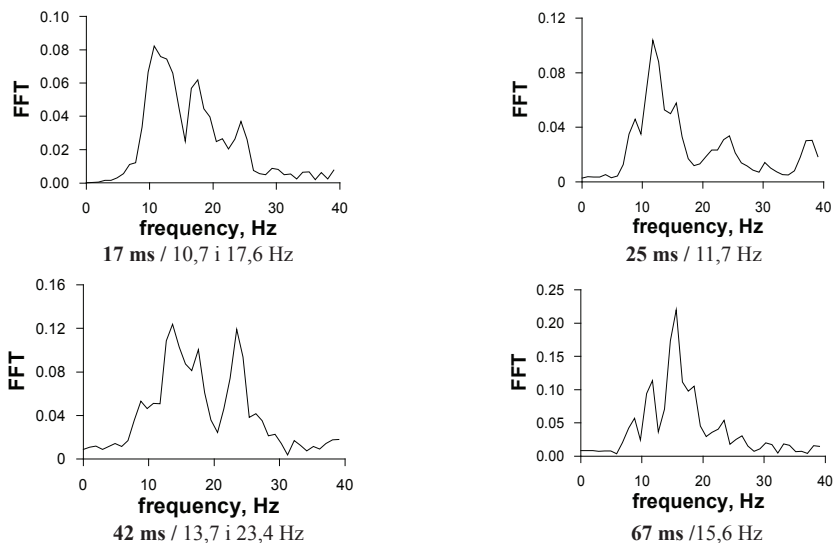 0.10
0.08
0.06
0.04
0.02
0.00
FFT
0 10 20 30 40
frequency, Hz
17 ms / 10,7 i 17,6 Hz
0.12
0.08
0.04
0
FFT
0 10 20 30 40
frequency, Hz
25 ms / 11,7 Hz
0.16
0.12
0.08
0.04
0
FFT
0 10 20 30 40
frequency, Hz
42 ms / 13,7 i 23,4 Hz
0.25
0.20
0.15
0.10
0.05
0.00
FFT
0 10 20 30 40
frequency, Hz
67 ms /15,6 Hz